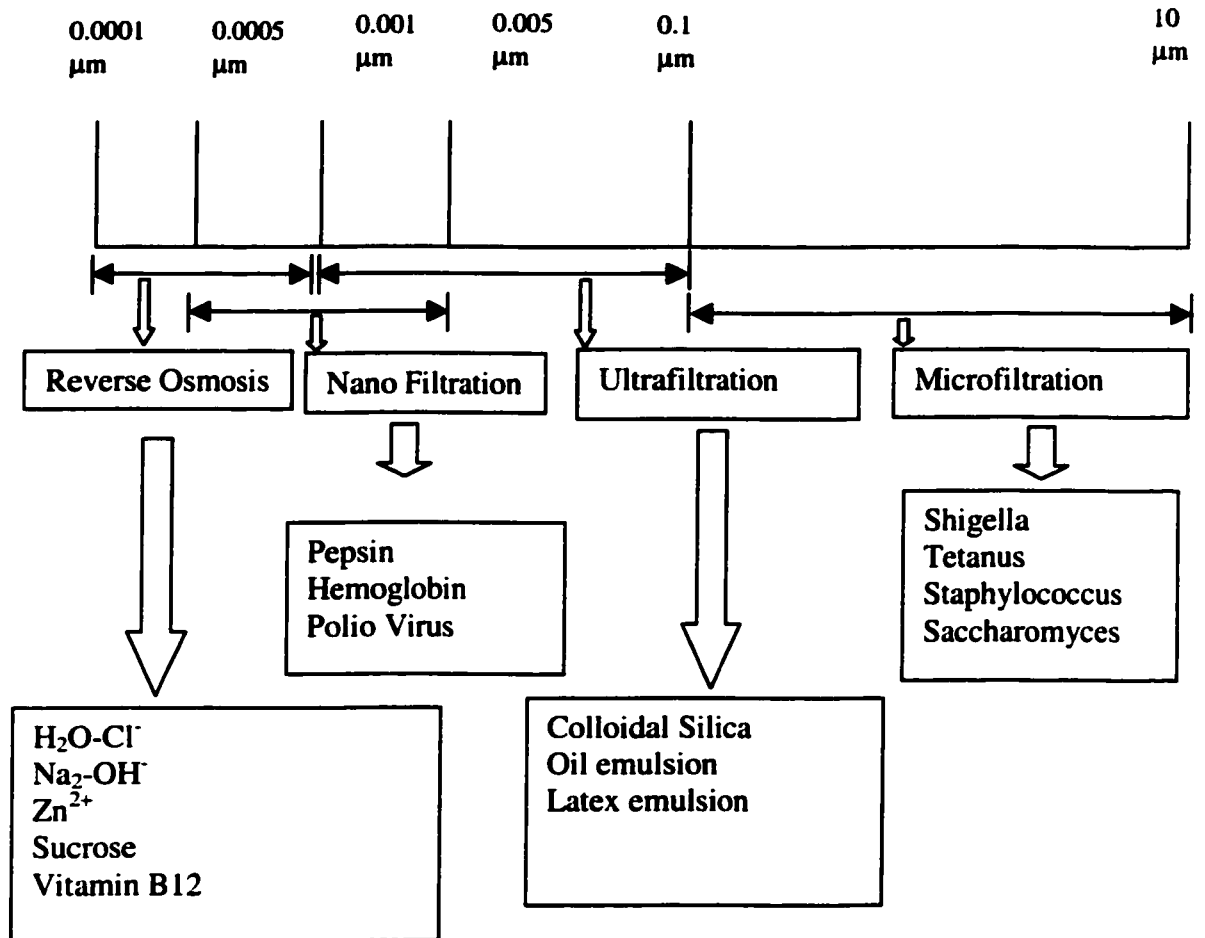 0.0001 μm
0.0005 μm
0.001 μm
0.005 μm
0.1 μm
10 μm
Reverse Osmosis
Nano Filtration
Ultrafiltration
Microfiltration
Pepsin
Hemoglobin
Polio Virus
Shigella
Tetanus
Staphylococcus
Saccharomyces
H₂O-Cl⁻
Na₂-OH⁻
Zn²⁺
Sucrose
Vitamin B12
Colloidal Silica
Oil emulsion
Latex emulsion